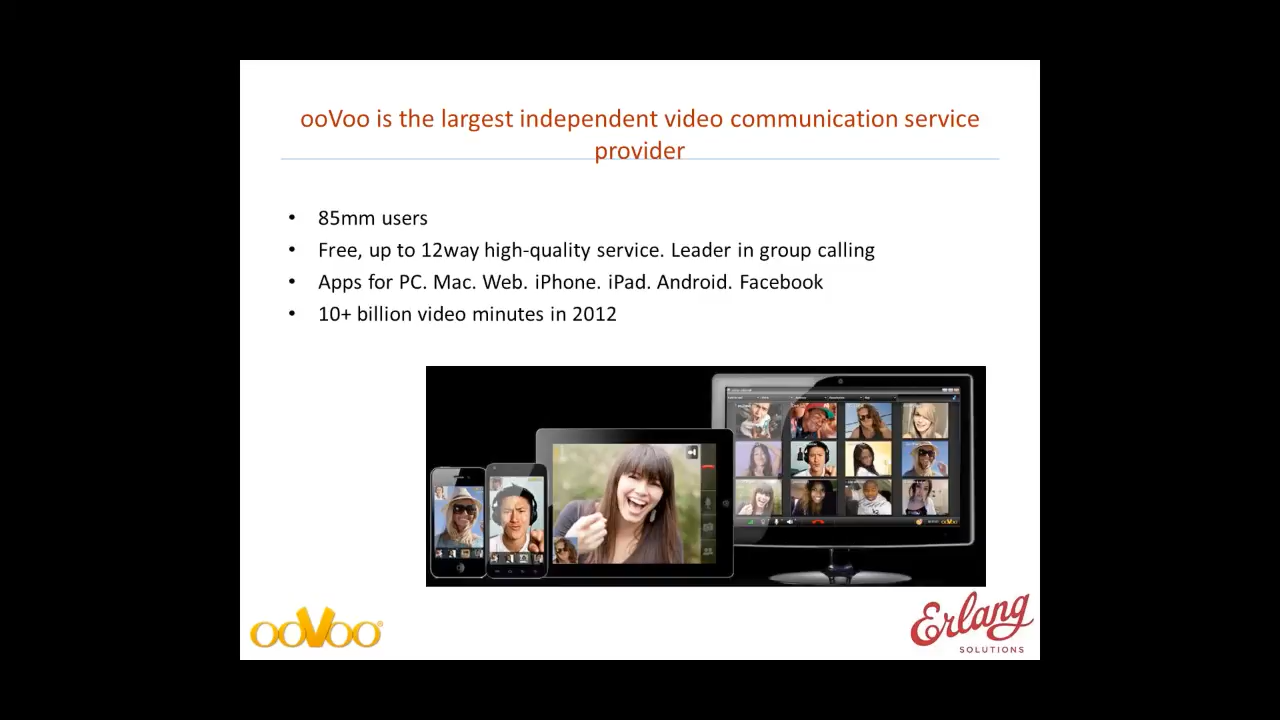 ooVoo is the largest independent video communication service
provider
• 85mm users
• Free, up to 12way high-quality service. Leader in group calling
• Apps for PC. Mac. Web. iPhone. iPad. Android. Facebook
• 10+ billion video minutes in 2012
ooVoo®
Erlang
SOLUTIONS